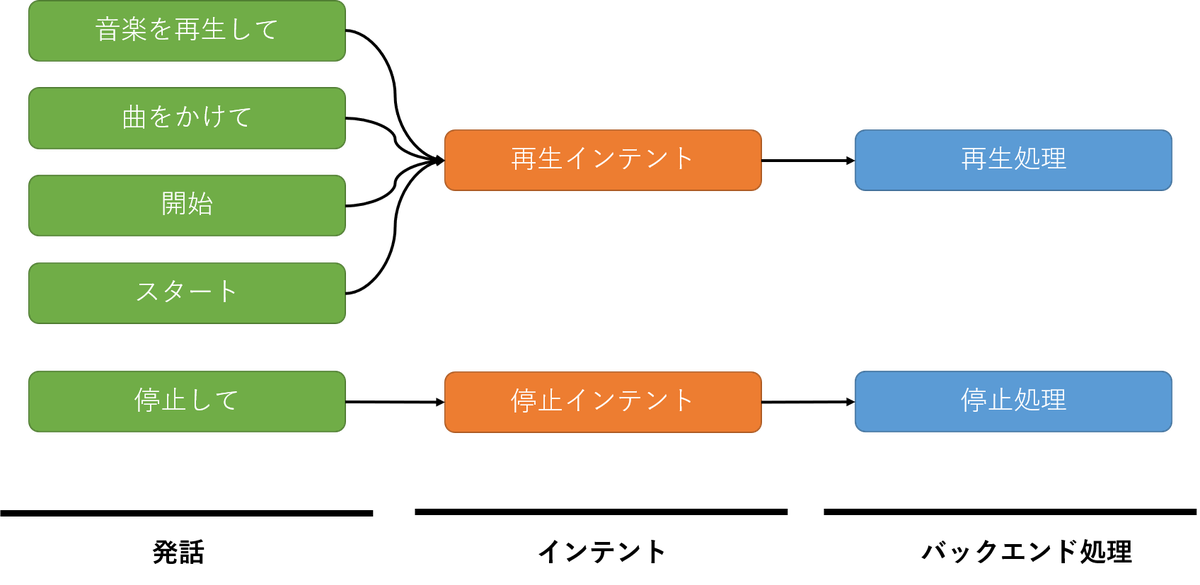 音楽を再生して
曲をかけて
開始
スタート
再生インテント
再生処理
停止して
停止インテント
停止処理
発話
インテント
バックエンド処理